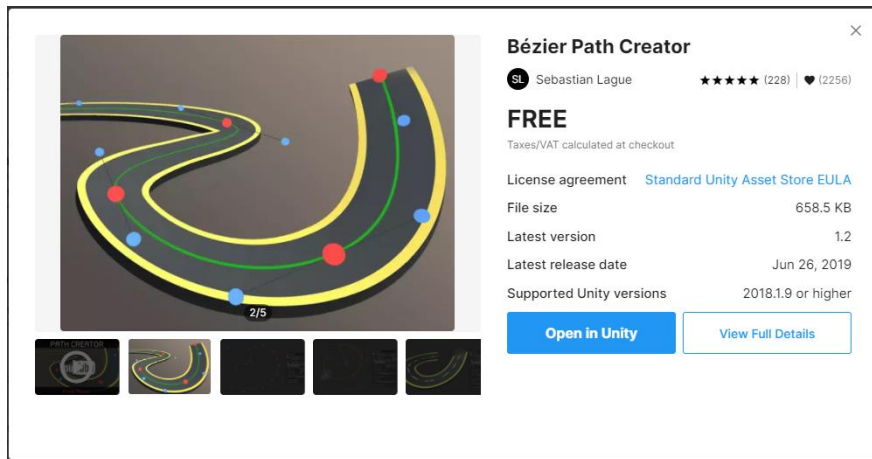 Bézier Path Creator
SL Sebastian Lague ★★★★★ (228) | ♥ (2256)
FREE
Taxes/VAT calculated at checkout
License agreement Standard Unity Asset Store EULA
File size 658.5 KB
Latest version 1.2
Latest release date Jun 26, 2019
Supported Unity versions 2018.1.9 or higher
Open in Unity View Full Details
2/5
PATH CREATOR